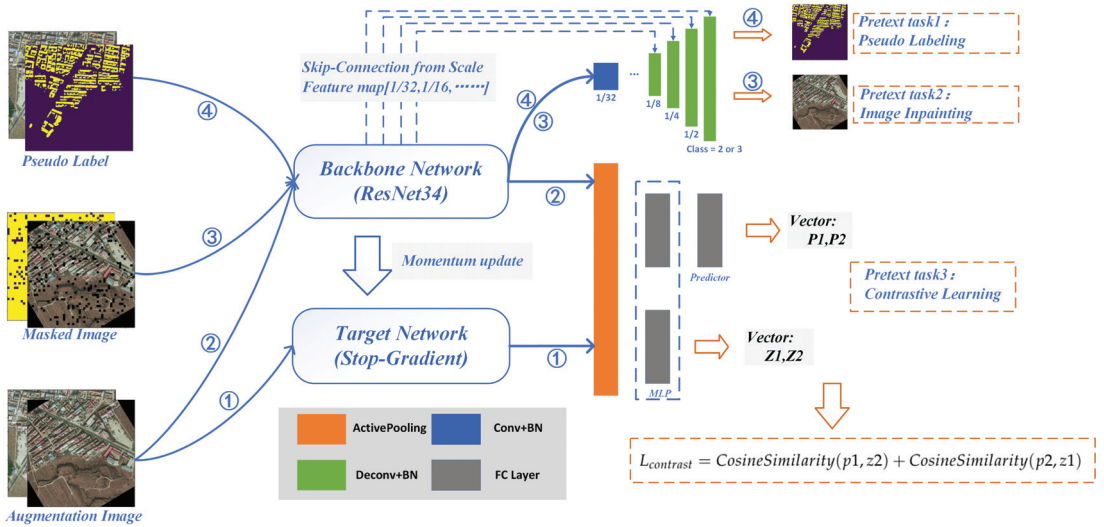 Pseudo Label
Masked Image
Augmentation Image
④
③
②
①
Skip-Connection from Scale
Feature map[1/32,1/16, ⋯⋯]
Backbone Network
(ResNet34)
Momentum update
Target Network
(Stop-Gradient)
④
③
②
①
1/32
...
1/8
1/4
1/2
Class = 2 or 3
④
③
Pretext task1：
Pseudo Labeling
Pretext task2：
Image Inpainting
Predictor
MLP
Vector:
P1,P2
Vector:
Z1,Z2
Pretext task3：
Contrastive Learning
ActivePooling
Conv+BN
Deconv+BN
FC Layer
L_contrast = CosineSimilarity(p1, z2) + CosineSimilarity(p2, z1)